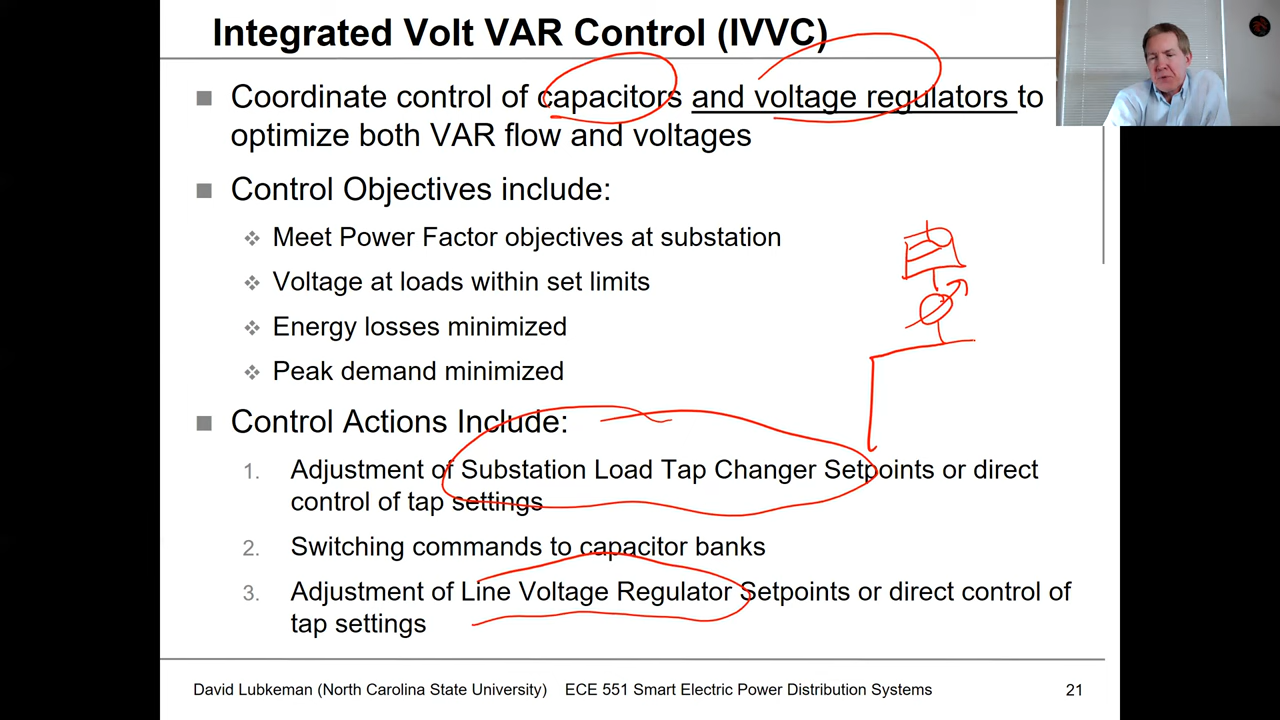 Integrated Volt VAR Control (IVVC)
Coordinate control of capacitors and voltage regulators to
optimize both VAR flow and voltages
Control Objectives include:
Meet Power Factor objectives at substation
Voltage at loads within set limits
Energy losses minimized
Peak demand minimized
Control Actions Include:
1. Adjustment of Substation Load Tap Changer Setpoints or direct
control of tap settings
2. Switching commands to capacitor banks
3. Adjustment of Line Voltage Regulator Setpoints or direct control of
tap settings
David Lubkeman (North Carolina State University) ECE 551 Smart Electric Power Distribution Systems 21